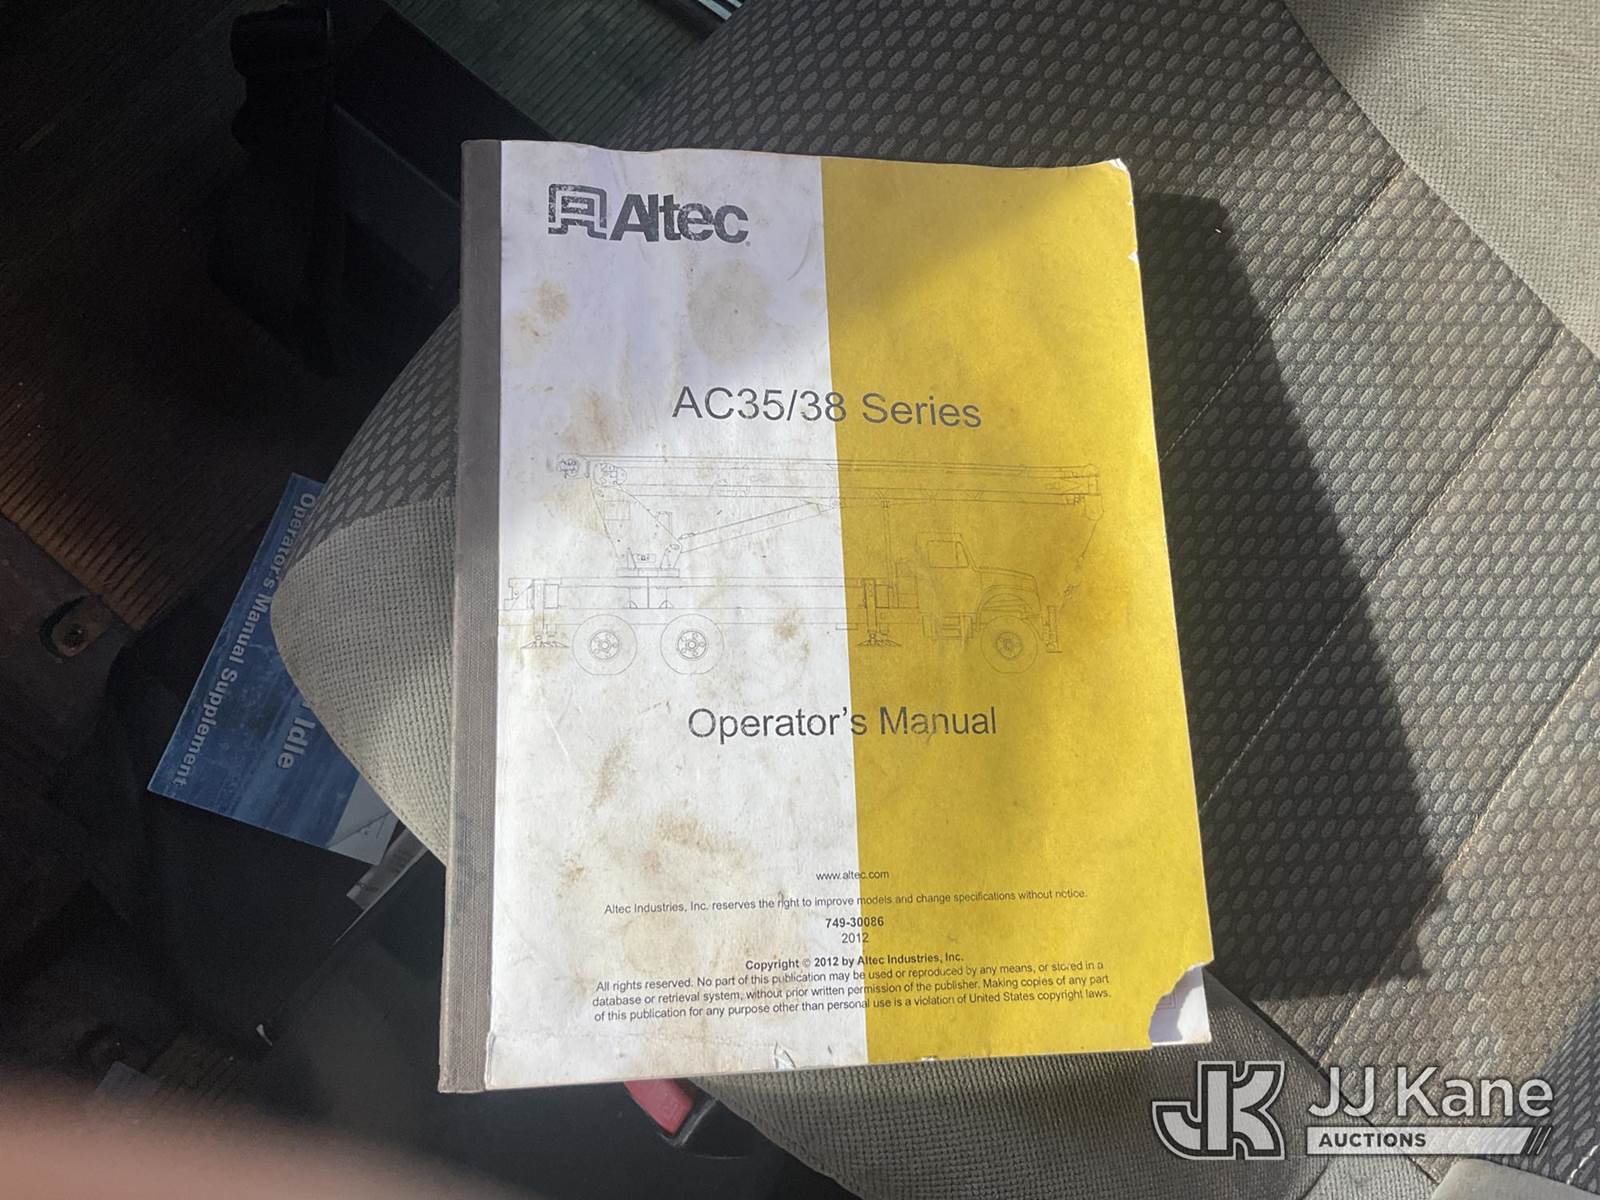 Altec
AC35/38 Series
Operator's Manual
www.altec.com
Altec Industries, Inc. reserves the right to improve models and change specifications without notice.
749-30086
2012
Copyright © 2012 by Altec Industries, Inc.
All rights reserved. No part of this publication may be used or reproduced by any means, or stored in a
database or retrieval system, without prior written permission of the publisher. Making copies of any part
of this publication for any purpose other than personal use is a violation of United States copyright laws.
Operator's Manual Supplement
Idle
JK
JJ Kane
AUCTIONS